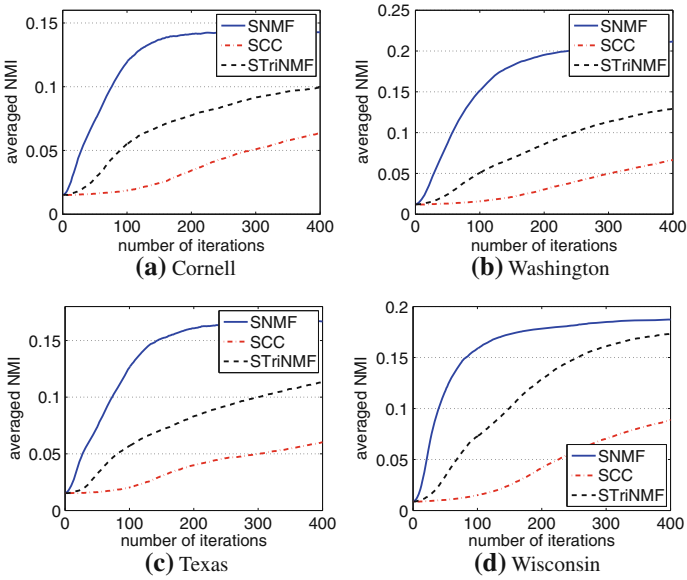 0.15
0.1
0.05
0
averaged NMI
SNMF
SCC
STriNMF
0 100 200 300 400
number of iterations
(a) Cornell
0.25
0.2
0.15
0.1
0.05
0
averaged NMI
SNMF
SCC
STriNMF
0 100 200 300 400
number of iterations
(b) Washington
0.15
0.1
0.05
0
averaged NMI
SNMF
SCC
STriNMF
0 100 200 300 400
number of iterations
(c) Texas
0.2
0.15
0.1
0.05
0
averaged NMI
SNMF
SCC
STriNMF
0 100 200 300 400
number of iterations
(d) Wisconsin